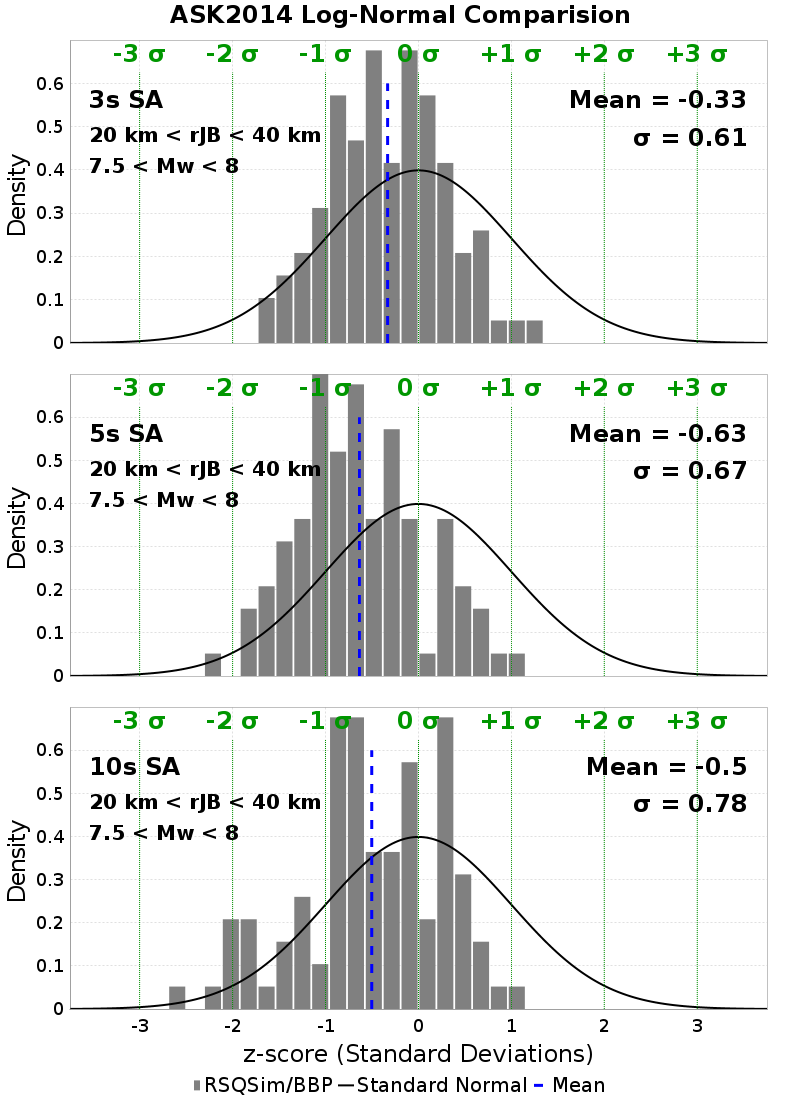 ASK2014 Log-Normal Comparision
-3 σ -2 σ -1 σ 0 σ +1 σ +2 σ +3 σ
3s SA Mean = -0.33
20 km < rJB < 40 km σ = 0.61
7.5 < Mw < 8
Density
0.6
0.5
0.4
0.3
0.2
0.1
0
-3 σ -2 σ -1 σ 0 σ +1 σ +2 σ +3 σ
5s SA Mean = -0.63
20 km < rJB < 40 km σ = 0.67
7.5 < Mw < 8
Density
0.6
0.5
0.4
0.3
0.2
0.1
0
-3 σ -2 σ -1 σ 0 σ +1 σ +2 σ +3 σ
10s SA Mean = -0.5
20 km < rJB < 40 km σ = 0.78
7.5 < Mw < 8
Density
0.6
0.5
0.4
0.3
0.2
0.1
0
-3 -2 -1 0 1 2 3
z-score (Standard Deviations)
RSQSim/BBP Standard Normal Mean